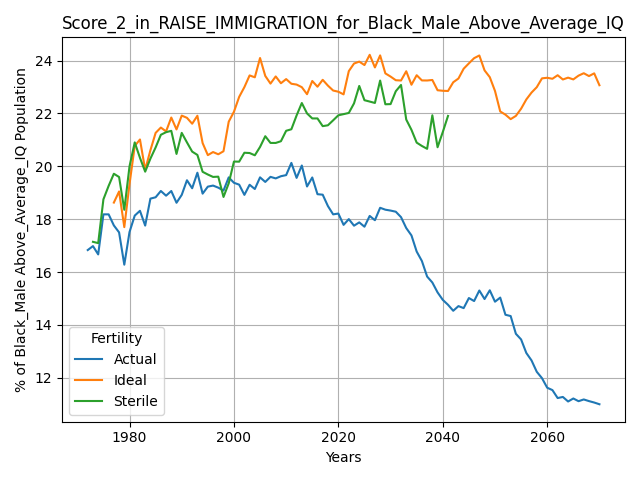 Score_2_in_RAISE_IMMIGRATION_for_Black_Male_Above_Average_IQ
% of Black_Male Above_Average_IQ Population
24
22
20
18
16
14
12
Fertility
Actual
Ideal
Sterile
1980 2000 2020 2040 2060
Years